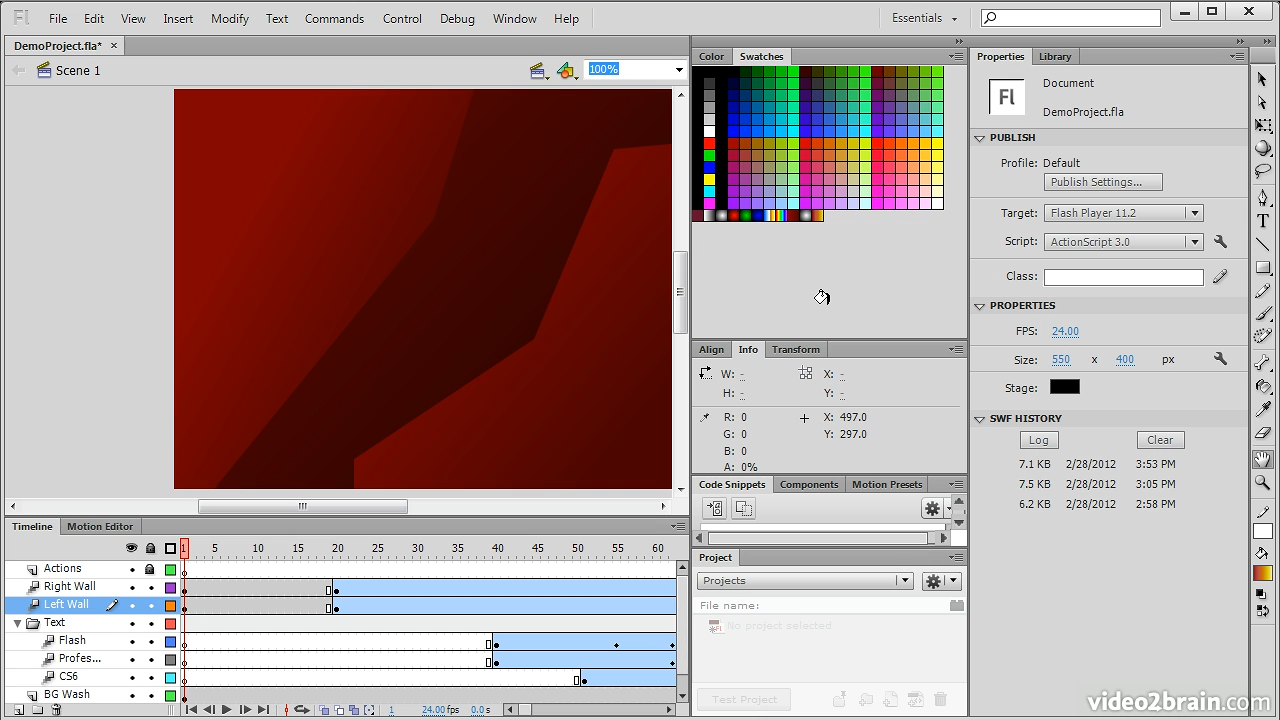 Fl File Edit View Insert Modify Text Commands Control Debug Window Help Essentials
DemoProject.fla* ×
Scene 1 100%
Color Swatches
Properties Library
Fl Document
DemoProject.fla
PUBLISH
Profile: Default
Publish Settings...
Target: Flash Player 11.2
Script: ActionScript 3.0
Class:
PROPERTIES
FPS: 24.00
Size: 550 x 400 px
Stage:
SWF HISTORY
Log Clear
7.1 KB 2/28/2012 3:53 PM
7.5 KB 2/28/2012 3:05 PM
6.2 KB 2/28/2012 2:58 PM
Align Info Transform
W: - X: -
H: - Y: -
R: 0 X: 497.0
G: 0 Y: 297.0
B: 0
A: 0%
Code Snippets Components Motion Presets
Project
Projects
File name:
No project selected
Test Project
Timeline Motion Editor
1 5 10 15 20 25 30 35 40 45 50 55 60
Actions
Right Wall
Left Wall
Text
Flash
Profes...
CS6
BG Wash
1 24.00 fps 0.0 s
video2brain.com